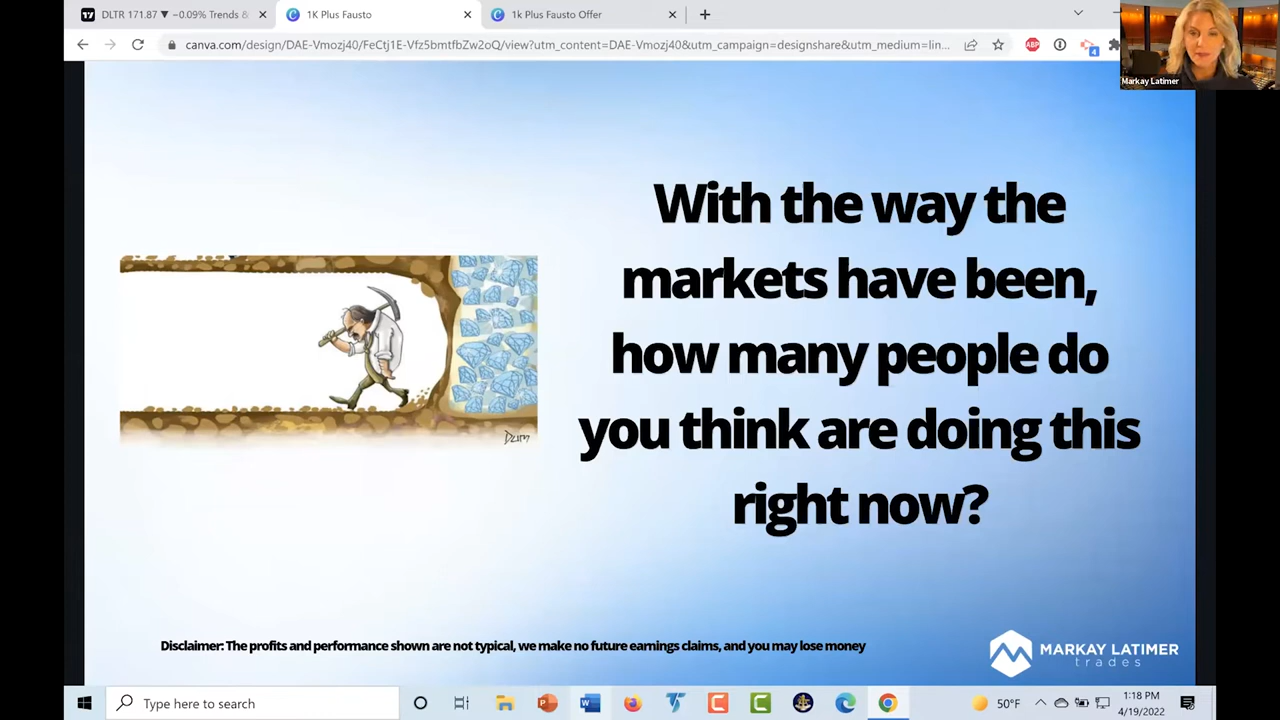 DLTR 171.87 ▼ −0.09% Trends &
1K Plus Fausto
1k Plus Fausto Offer
canva.com/design/DAE-Vmozj40/FeCtj1E-Vfz5bmtfbZw2oQ/view?utm_content=DAE-Vmozj40&utm_campaign=designshare&utm_medium=lin...
ABP
4
Markay Latimer
With the way the
markets have been,
how many people do
you think are doing this
right now?
Disclaimer: The profits and performance shown are not typical, we make no future earnings claims, and you may lose money
MARKAY LATIMER
trades
Type here to search
50°F
1:18 PM
4/19/2022